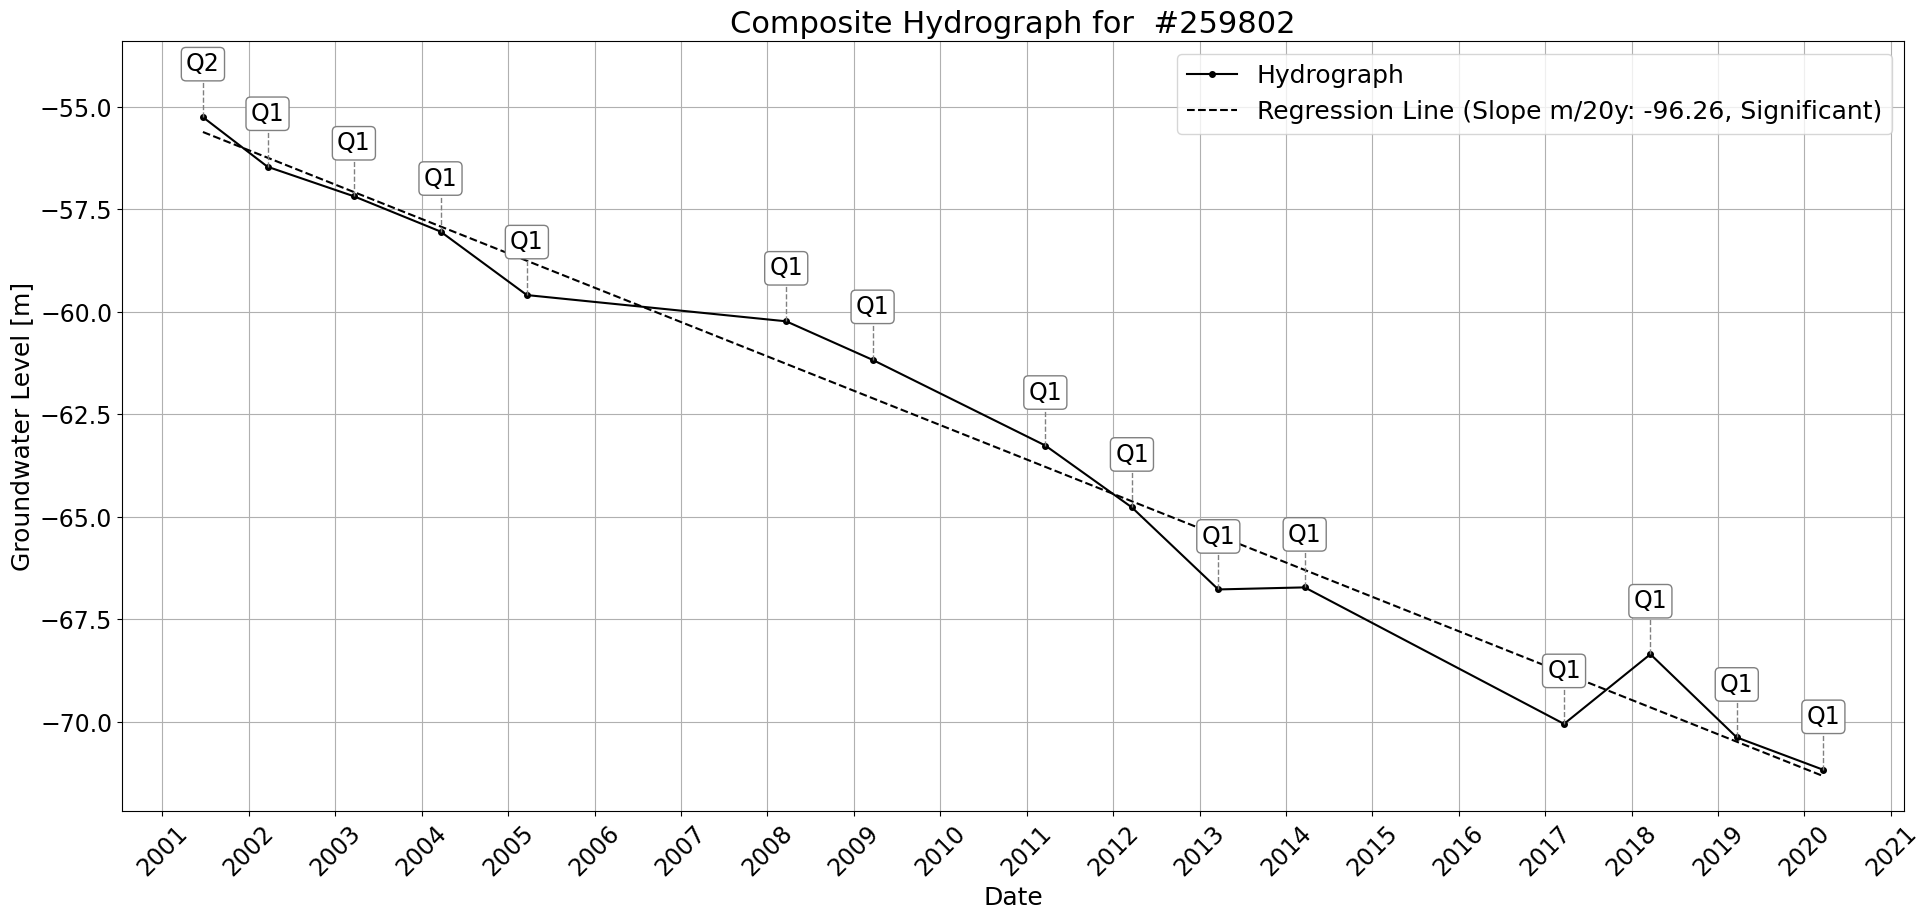 Composite Hydrograph for  #259802
Hydrograph
Regression Line (Slope m/20y: -96.26, Significant)
Q2
Q1
Q1
Q1
Q1
Q1
Q1
Q1
Q1
Q1
Q1
Q1
Q1
Q1
Q1
Groundwater Level [m]
−55.0
−57.5
−60.0
−62.5
−65.0
−67.5
−70.0
2001
2002
2003
2004
2005
2006
2007
2008
2009
2010
2011
2012
2013
2014
2015
2016
2017
2018
2019
2020
2021
Date